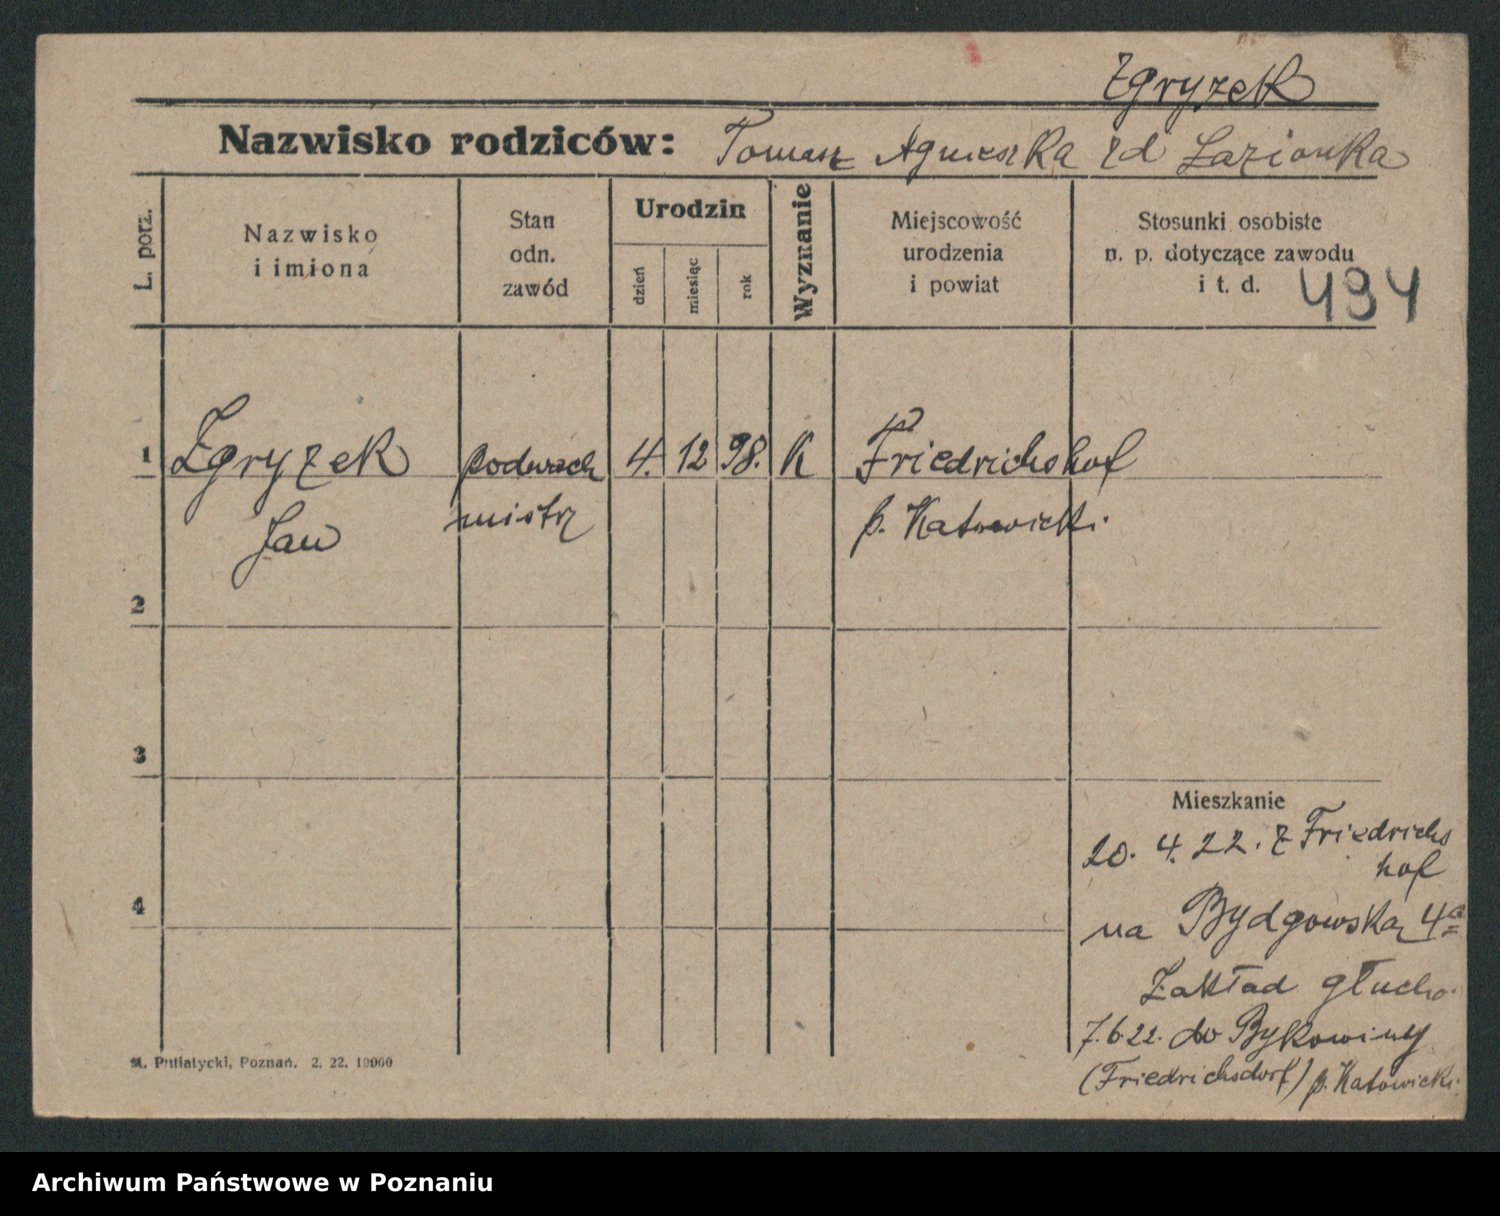 Zgryzek
Nazwisko rodziców: Tomasz Agnieszka zd Łazionka
L. porz.
Nazwisko
i imiona
Stan
odn.
zawód
Urodzin
dzień
miesiąc
rok
Wyznanie
Miejscowość
urodzenia
i powiat
Stosunki osobiste
n. p. dotyczące zawodu
i t. d.
494
1 Zgryzek podwach 4. 12 98. K Friedrichshof
Jan mistrz p. Katowicki.
2
3
4
Mieszkanie
20. 4. 22. z Friedrichs
hof
na Bydgowska 4a
Zakład głucho.
7.6.22. do Bykowiny
(Friedrichsdorf) p. Katowicki.
M. Putiatycki, Poznań. 2. 22. 10000
Archiwum Państwowe w Poznaniu